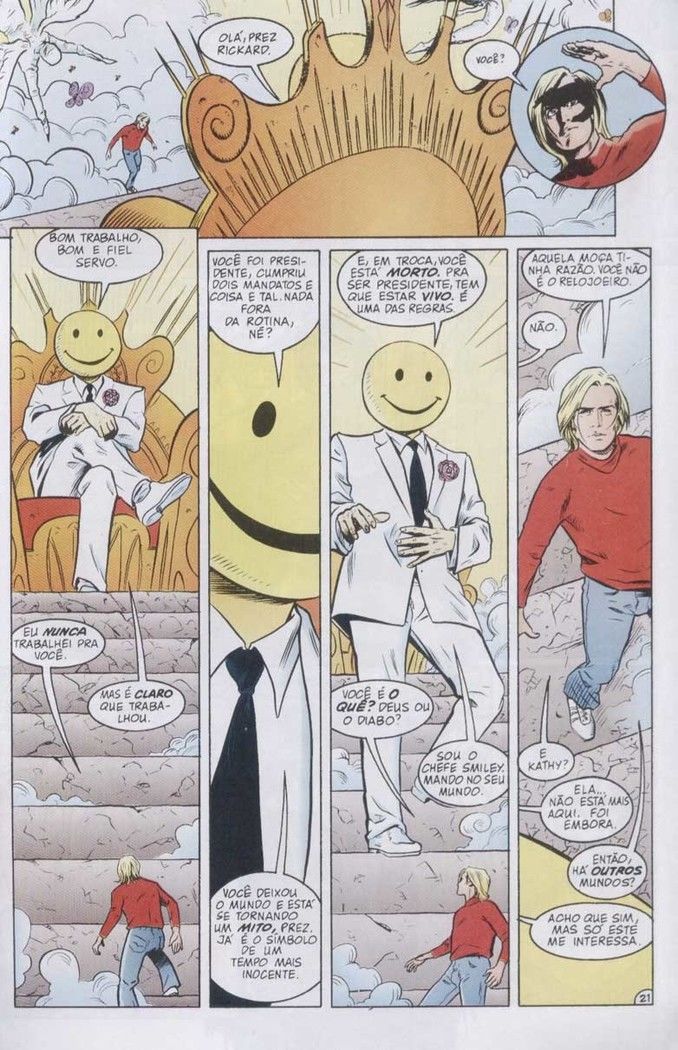 OLÁ, PREZ
RICKARD.
VOCÊ?
BOM TRABALHO,
BOM E FIEL
SERVO.
EU NUNCA
TRABALHEI PRA
VOCÊ.
MAS É CLARO
QUE TRABA-
LHOU.
VOCÊ FOI PRESI-
DENTE, CUMPRIU
DOIS MANDATOS E
COISA E TAL. NADA
FORA
DA ROTINA,
NÉ?
VOCÊ DEIXOU
O MUNDO E ESTÁ
SE TORNANDO
UM MITO, PREZ.
JÁ É O SÍMBOLO
DE UM
TEMPO MAIS
INOCENTE.
E, EM TROCA, VOCÊ
ESTÁ MORTO. PRA
SER PRESIDENTE, TEM
QUE ESTAR VIVO. É
UMA DAS REGRAS.
VOCÊ É O
QUÊ? DEUS OU
O DIABO?
SOU O
CHEFE SMILEY.
MANDO NO SEU
MUNDO.
AQUELA MOÇA TI-
NHA RAZÃO. VOCÊ NÃO
É O RELOJOEIRO.
NÃO.
E
KATHY?
ELA...
NÃO ESTÁ MAIS
AQUI. FOI
EMBORA.
ENTÃO,
HÁ OUTROS
MUNDOS?
ACHO QUE SIM,
MAS SÓ ESTE
ME INTERESSA.
21